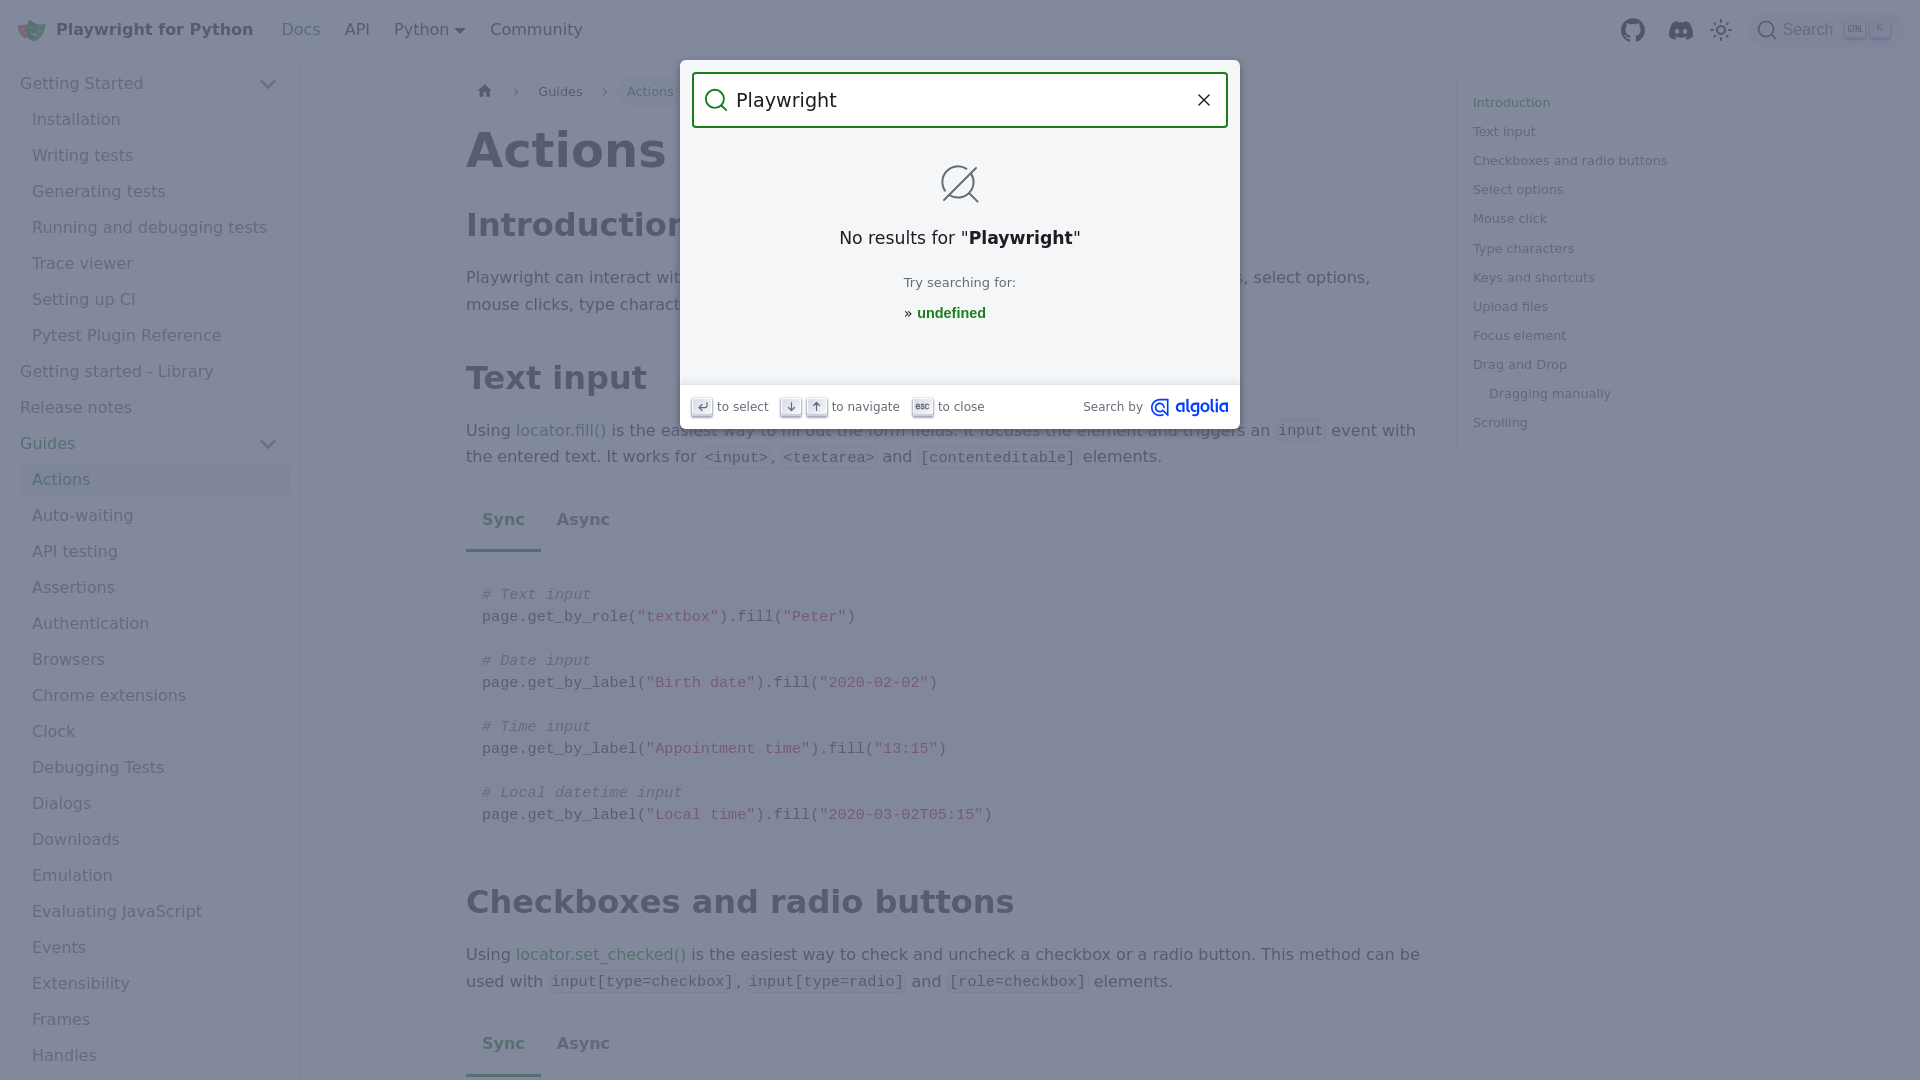 Playwright for Python
Docs
API
Python
Community
Search
CTRL
K
Getting Started
Installation
Writing tests
Generating tests
Running and debugging tests
Trace viewer
Setting up CI
Pytest Plugin Reference
Getting started - Library
Release notes
Guides
Actions
Auto-waiting
API testing
Assertions
Authentication
Browsers
Chrome extensions
Clock
Debugging Tests
Dialogs
Downloads
Emulation
Evaluating JavaScript
Events
Extensibility
Frames
Handles
Guides
Actions
Actions
Introduction
Playwright can interact wit
, select options,
mouse clicks, type charact
Text input
Using locator.fill() is the easiest way to fill out the form fields. It focuses the element and triggers an input event with
the entered text. It works for <input>, <textarea> and [contenteditable] elements.
Sync
Async
# Text input
page.get_by_role("textbox").fill("Peter")
# Date input
page.get_by_label("Birth date").fill("2020-02-02")
# Time input
page.get_by_label("Appointment time").fill("13:15")
# Local datetime input
page.get_by_label("Local time").fill("2020-03-02T05:15")
Checkboxes and radio buttons
Using locator.set_checked() is the easiest way to check and uncheck a checkbox or a radio button. This method can be
used with input[type=checkbox], input[type=radio] and [role=checkbox] elements.
Sync
Async
Playwright
No results for "Playwright"
Try searching for:
» undefined
to select
to navigate
esc to close
Search by algolia
Introduction
Text input
Checkboxes and radio buttons
Select options
Mouse click
Type characters
Keys and shortcuts
Upload files
Focus element
Drag and Drop
Dragging manually
Scrolling